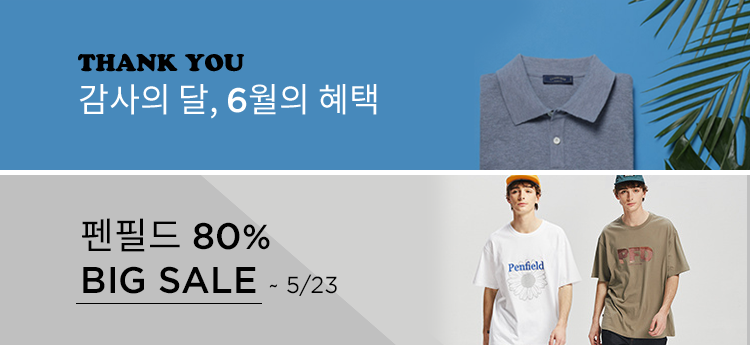 THANK YOU
감사의 달, 6월의 혜택
펜필드 80%
BIG SALE ~ 5/23
Penfield
PFD